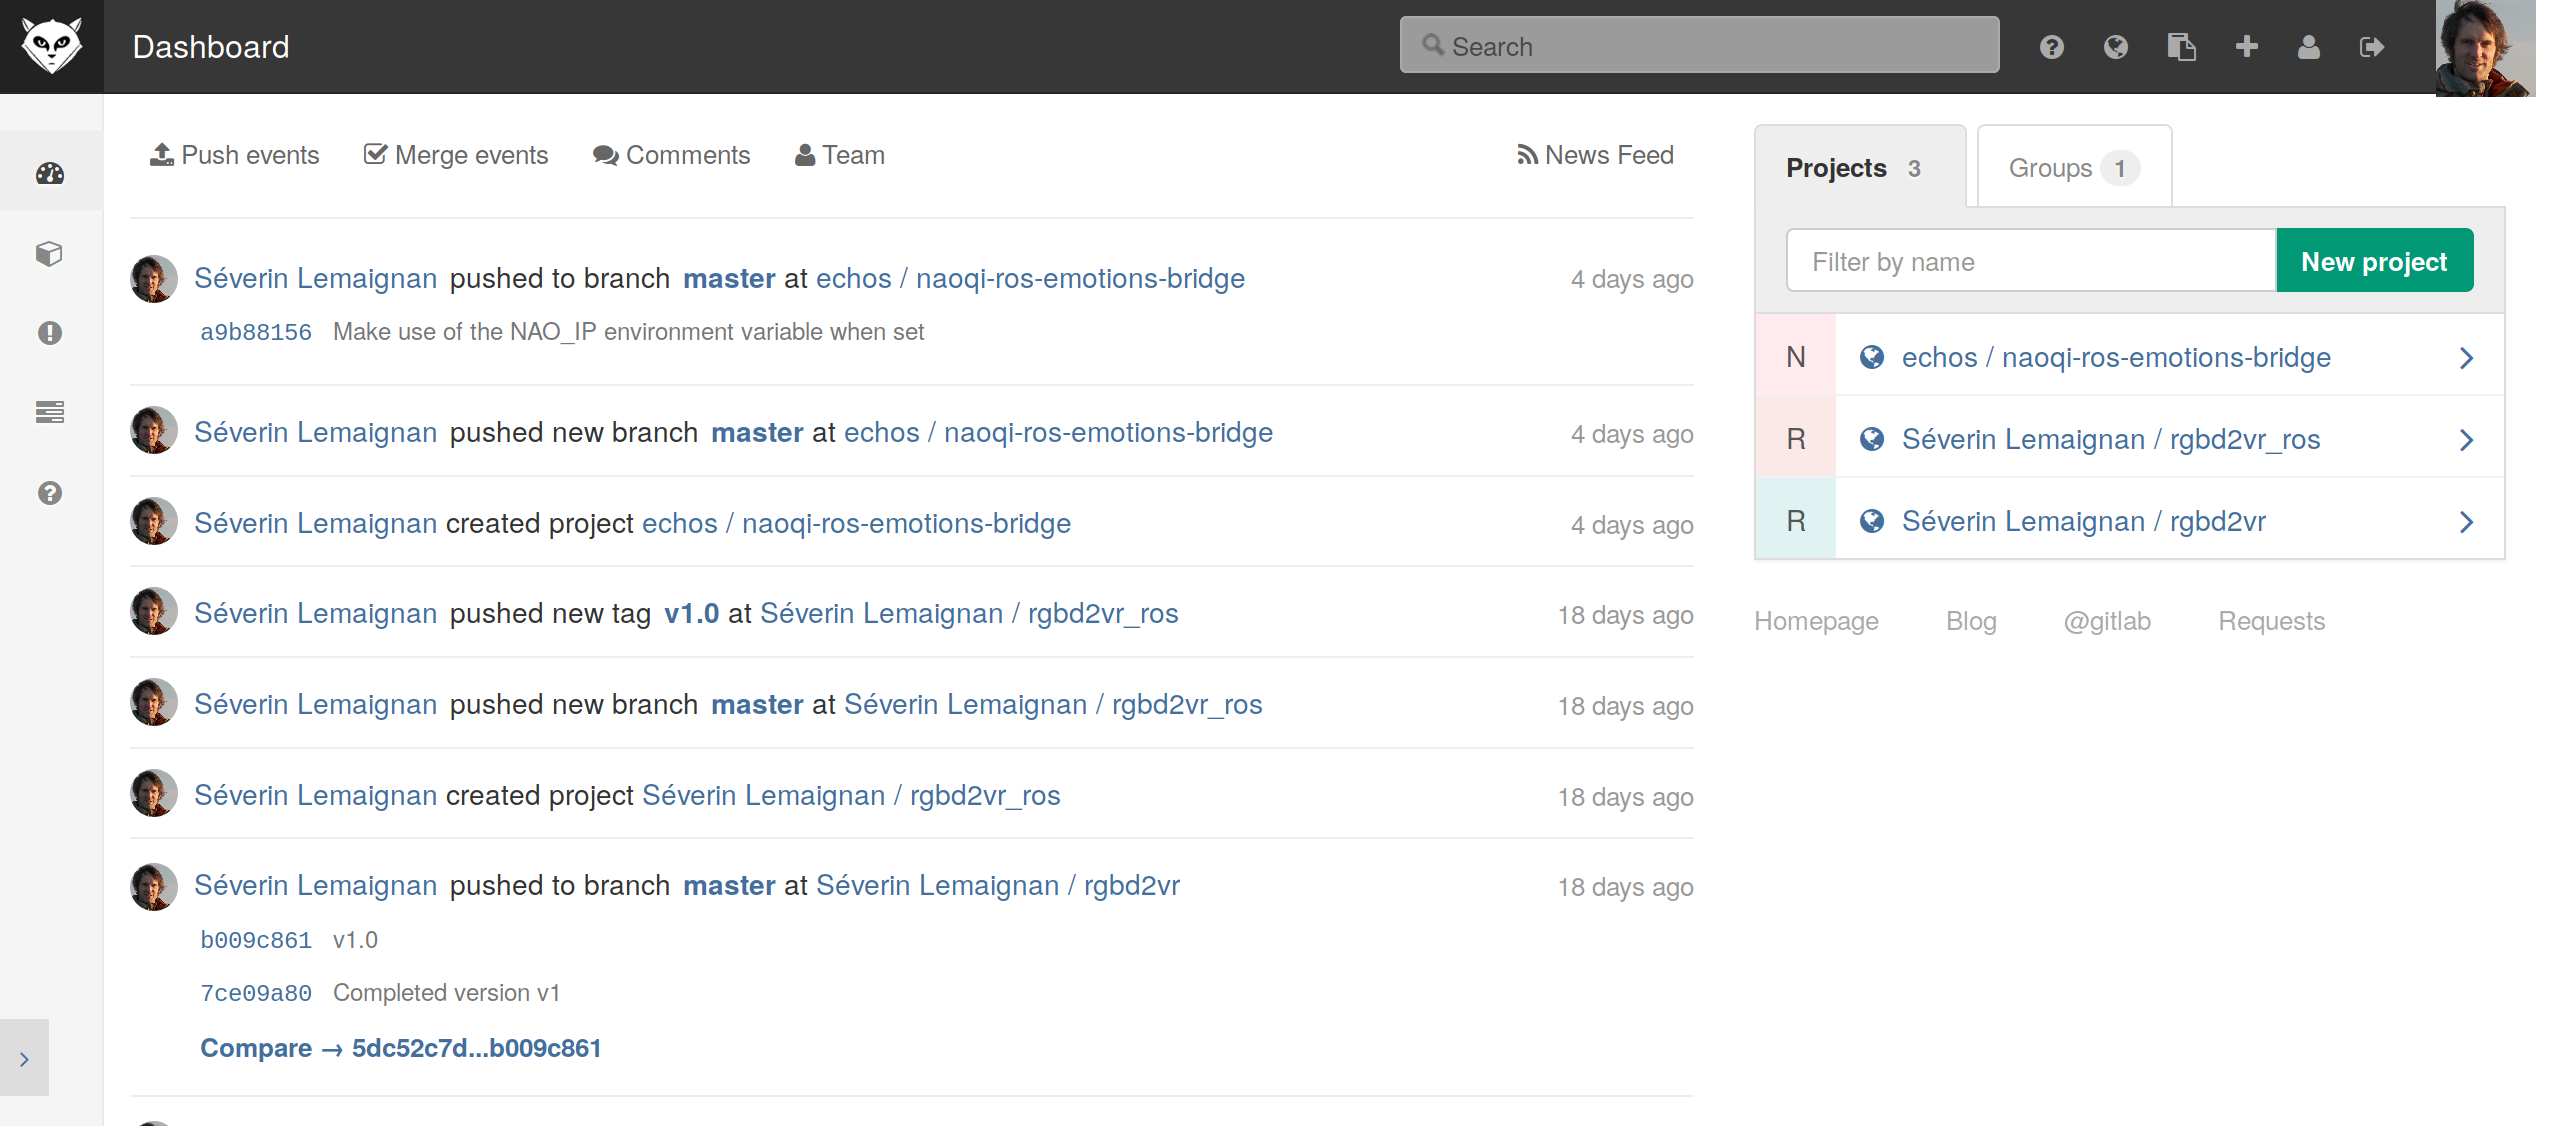 Dashboard
Search
Push events Merge events Comments Team News Feed
Séverin Lemaignan pushed to branch master at echos / naoqi-ros-emotions-bridge 4 days ago
a9b88156 Make use of the NAO_IP environment variable when set
Séverin Lemaignan pushed new branch master at echos / naoqi-ros-emotions-bridge 4 days ago
Séverin Lemaignan created project echos / naoqi-ros-emotions-bridge 4 days ago
Séverin Lemaignan pushed new tag v1.0 at Séverin Lemaignan / rgbd2vr_ros 18 days ago
Séverin Lemaignan pushed new branch master at Séverin Lemaignan / rgbd2vr_ros 18 days ago
Séverin Lemaignan created project Séverin Lemaignan / rgbd2vr_ros 18 days ago
Séverin Lemaignan pushed to branch master at Séverin Lemaignan / rgbd2vr 18 days ago
b009c861 v1.0
7ce09a80 Completed version v1
Compare → 5dc52c7d...b009c861
Projects 3 Groups 1
Filter by name New project
N echos / naoqi-ros-emotions-bridge
R Séverin Lemaignan / rgbd2vr_ros
R Séverin Lemaignan / rgbd2vr
Homepage Blog @gitlab Requests